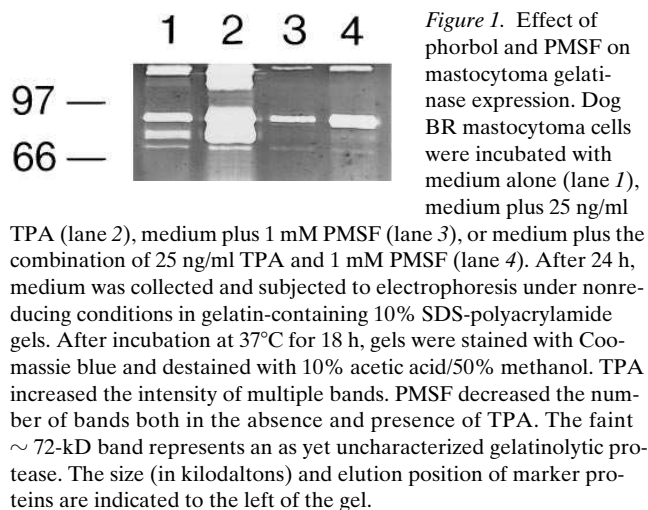 1 2 3 4
97 —
66 —
Figure 1. Effect of
phorbol and PMSF on
mastocytoma gelati-
nase expression. Dog
BR mastocytoma cells
were incubated with
medium alone (lane 1),
medium plus 25 ng/ml
TPA (lane 2), medium plus 1 mM PMSF (lane 3), or medium plus the
combination of 25 ng/ml TPA and 1 mM PMSF (lane 4). After 24 h,
medium was collected and subjected to electrophoresis under nonre-
ducing conditions in gelatin-containing 10% SDS-polyacrylamide
gels. After incubation at 37°C for 18 h, gels were stained with Coo-
massie blue and destained with 10% acetic acid/50% methanol. TPA
increased the intensity of multiple bands. PMSF decreased the num-
ber of bands both in the absence and presence of TPA. The faint
∼ 72-kD band represents an as yet uncharacterized gelatinolytic pro-
tease. The size (in kilodaltons) and elution position of marker pro-
teins are indicated to the left of the gel.